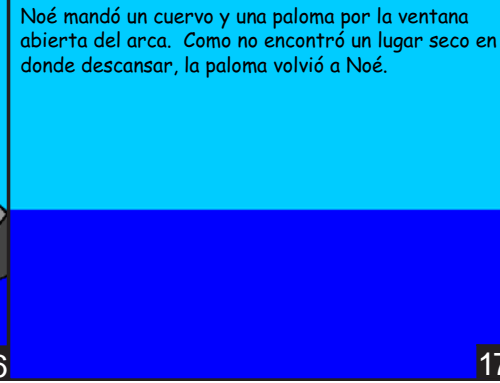 Noé mandó un cuervo y una paloma por la ventana
abierta del arca.  Como no encontró un lugar seco en
donde descansar, la paloma volvió a Noé.
17